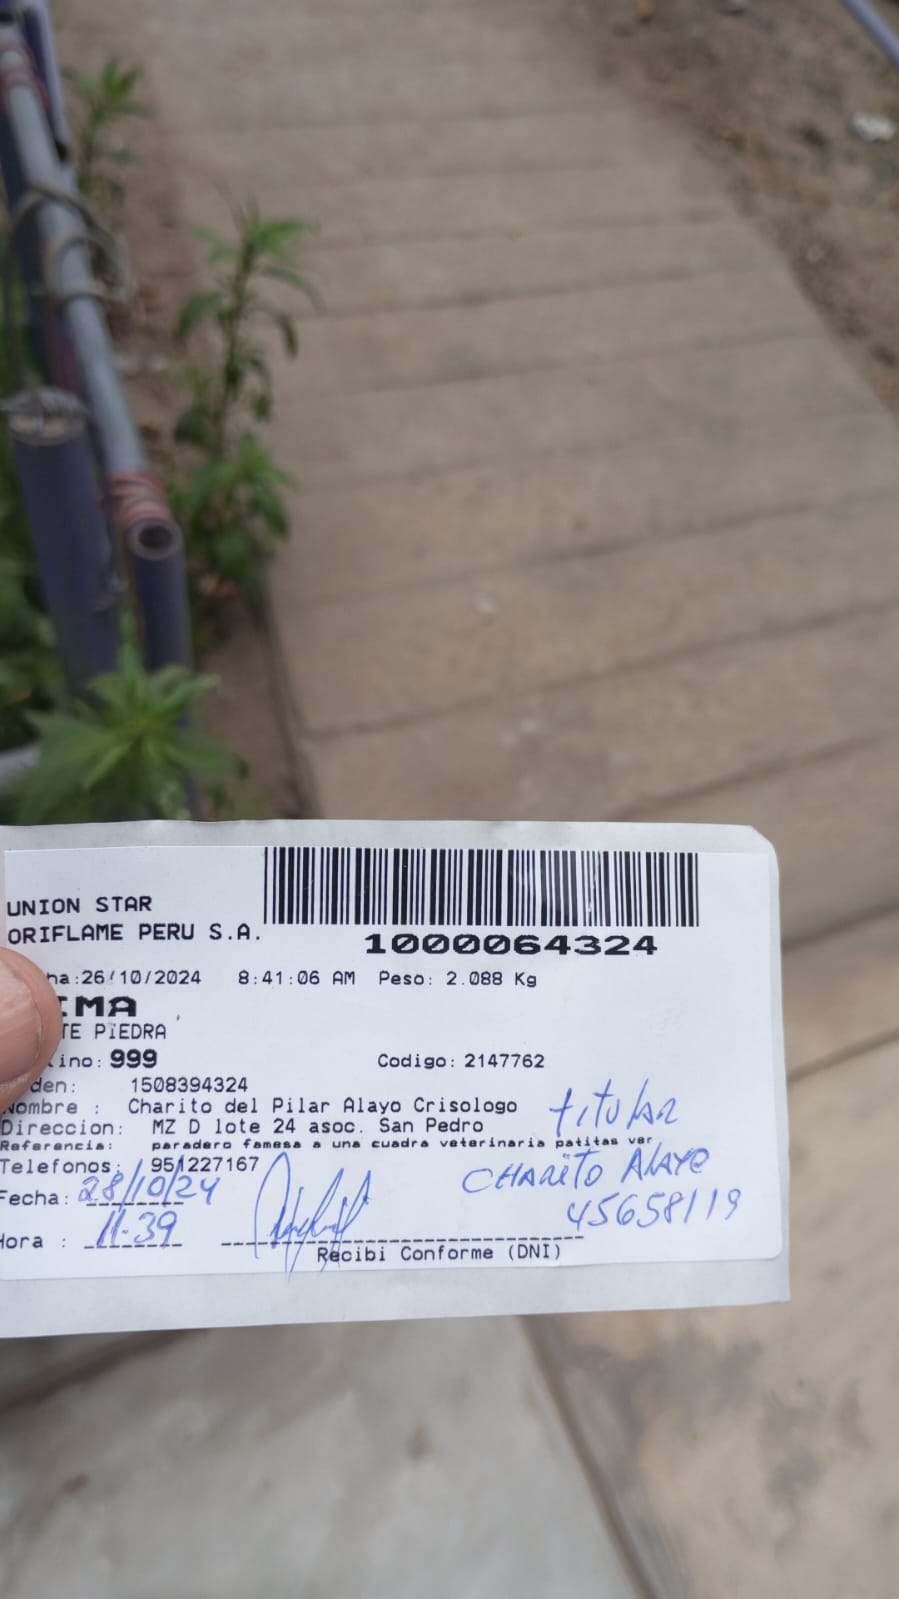 UNION STAR
ORIFLAME PERU S.A.
1000064324
ha:26/10/2024 8:41:06 AM Peso: 2.088 Kg
IMA
TE PIEDRA
ino: 999 Codigo: 2147762
den: 1508394324
Nombre : Charito del Pilar Alayo Crisologo
titular
Direccion: MZ D lote 24 asoc. San Pedro
Referencia: paradero famesa a una cuadra veterinaria patitas ver
Telefonos: 951227167
CHARITO ALAYO
Fecha: 28/10/24
45658119
Hora : 11:39
Recibi Conforme (DNI)